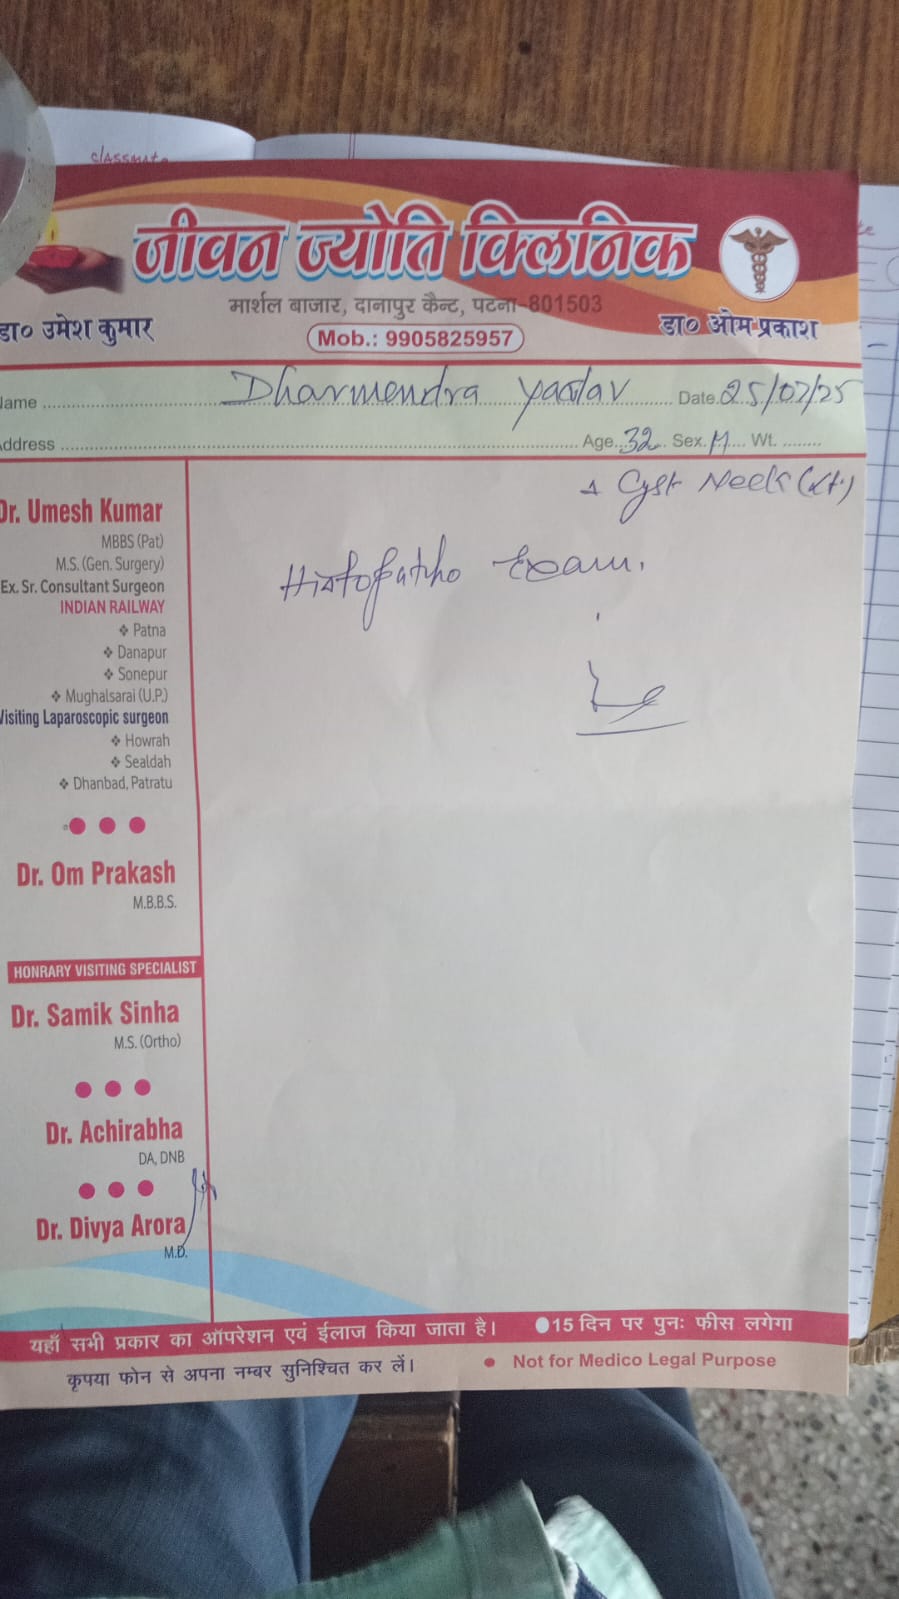 classmate
जीवन ज्योति क्लिनिक
मार्शल बाजार, दानापुर कैन्ट, पटना-801503
डा० उमेश कुमार
Mob.: 9905825957
डा० ओम प्रकाश
Name Dharmendra Yadav Date 25/02/25
Address Age 32 Sex M Wt.
Cyst Neck (Lt)
Histopatho Exam.
Dr. Umesh Kumar
MBBS (Pat)
M.S. (Gen. Surgery)
Ex. Sr. Consultant Surgeon
INDIAN RAILWAY
❖ Patna
❖ Danapur
❖ Sonepur
❖ Mughalsarai (U.P.)
Visiting Laparoscopic surgeon
❖ Howrah
❖ Sealdah
❖ Dhanbad, Patratu
Dr. Om Prakash
M.B.B.S.
HONRARY VISITING SPECIALIST
Dr. Samik Sinha
M.S. (Ortho)
Dr. Achirabha
DA, DNB
Dr. Divya Arora
M.D.
यहाँ सभी प्रकार का ऑपरेशन एवं ईलाज किया जाता है। ●15 दिन पर पुनः फीस लगेगा
कृपया फोन से अपना नम्बर सुनिश्चित कर लें। ● Not for Medico Legal Purpose